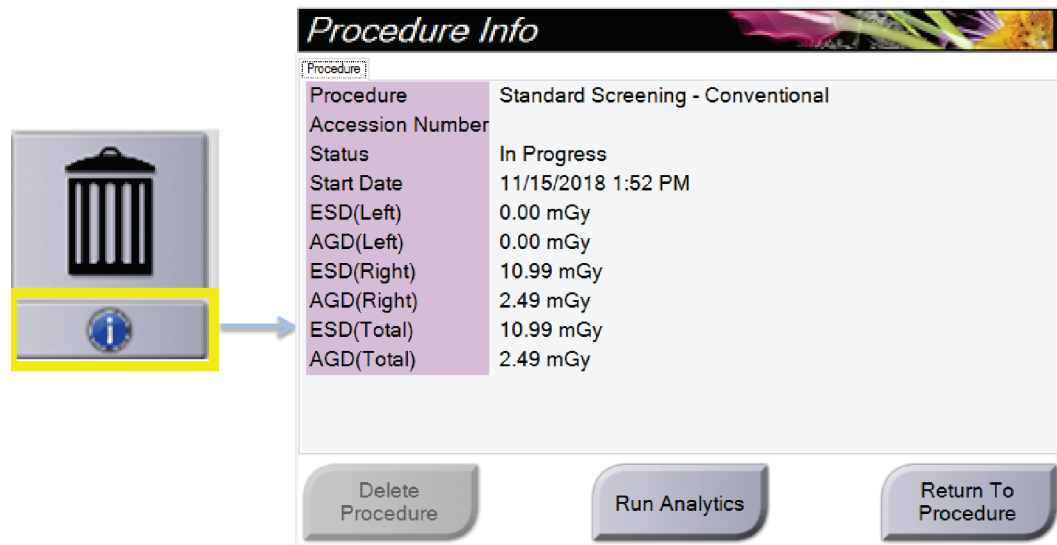 Procedure Info
Procedure
Procedure Standard Screening - Conventional
Accession Number
Status In Progress
Start Date 11/15/2018 1:52 PM
ESD(Left) 0.00 mGy
AGD(Left) 0.00 mGy
ESD(Right) 10.99 mGy
AGD(Right) 2.49 mGy
ESD(Total) 10.99 mGy
AGD(Total) 2.49 mGy
Delete
Procedure
Run Analytics
Return To
Procedure